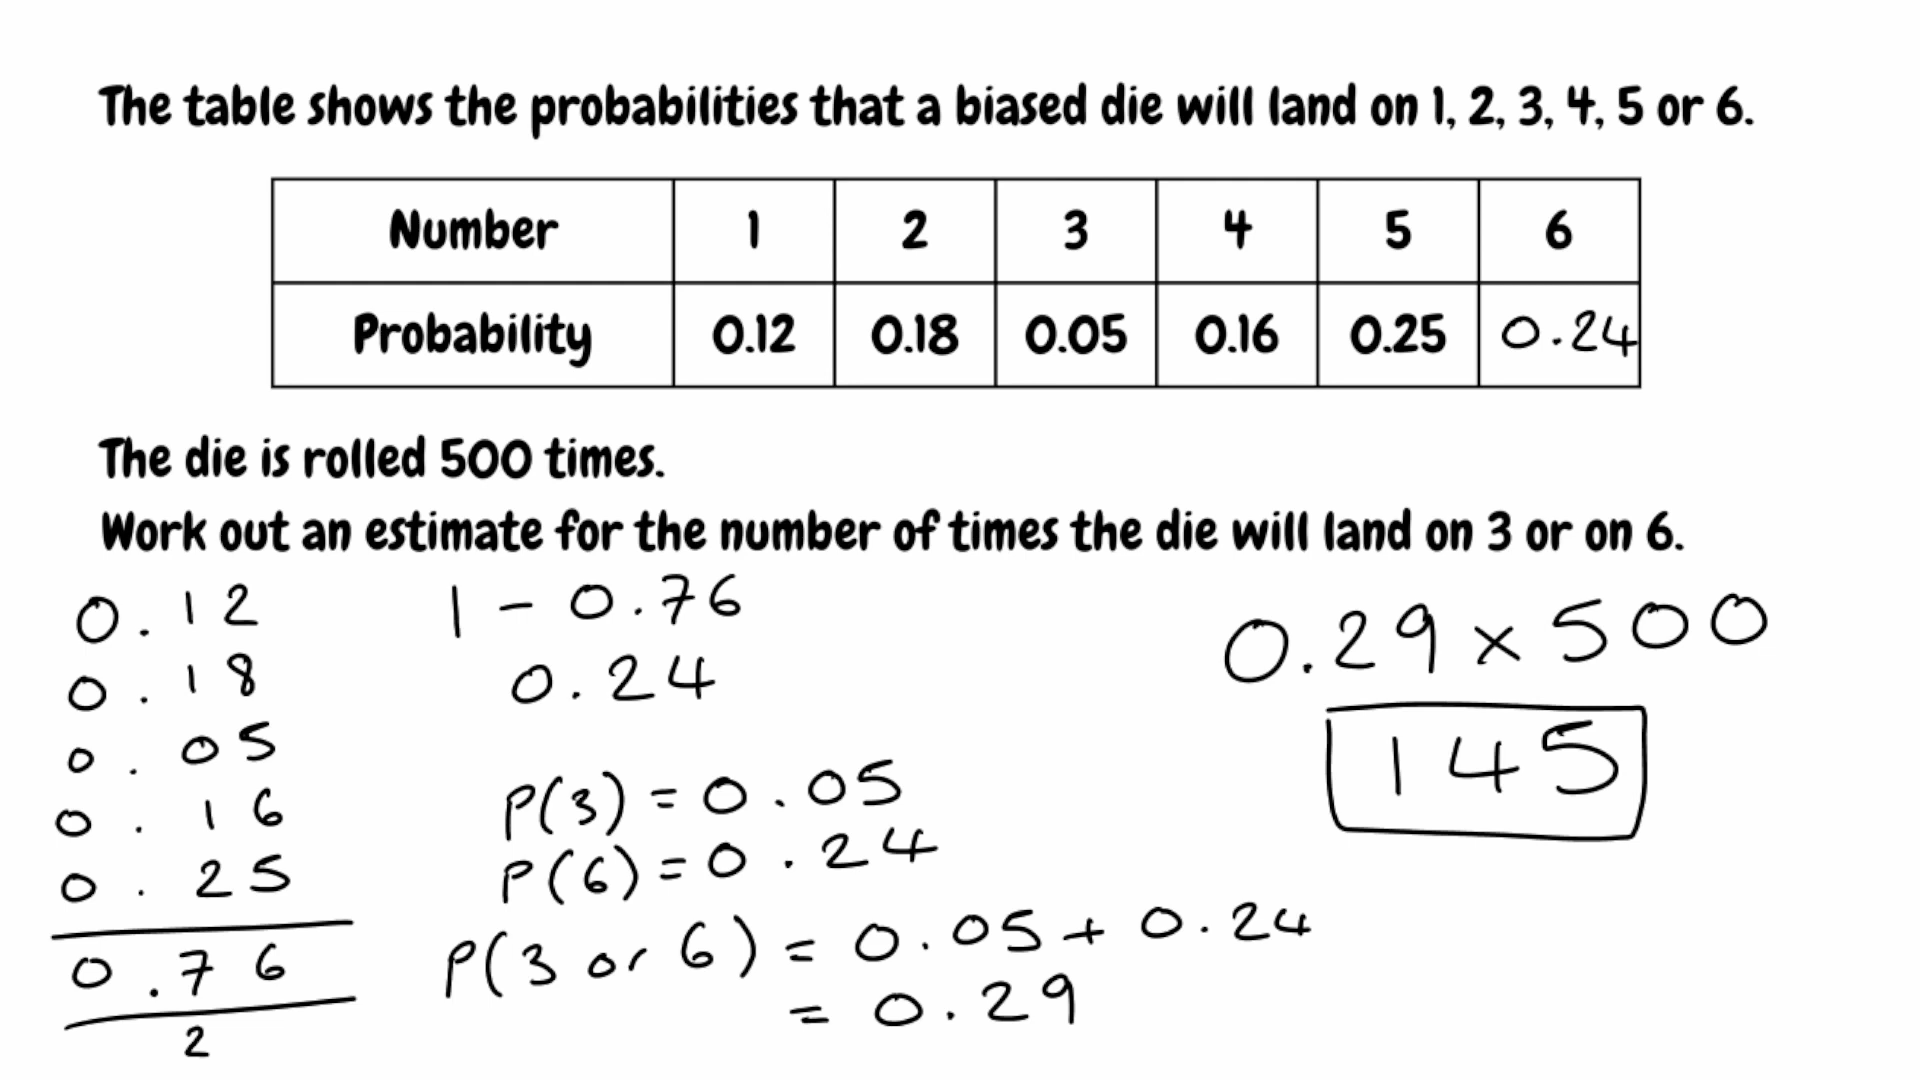 The table shows the probabilities that a biased die will land on 1, 2, 3, 4, 5 or 6.
Number 1 2 3 4 5 6
Probability 0.12 0.18 0.05 0.16 0.25 0.24
The die is rolled 500 times.
Work out an estimate for the number of times the die will land on 3 or on 6.
0.12
0.18
0.05
0.16
0.25
0.76
2
1 - 0.76
0.24
P(3) = 0.05
P(6) = 0.24
P(3 or 6) = 0.05 + 0.24
= 0.29
0.29 x 500
145